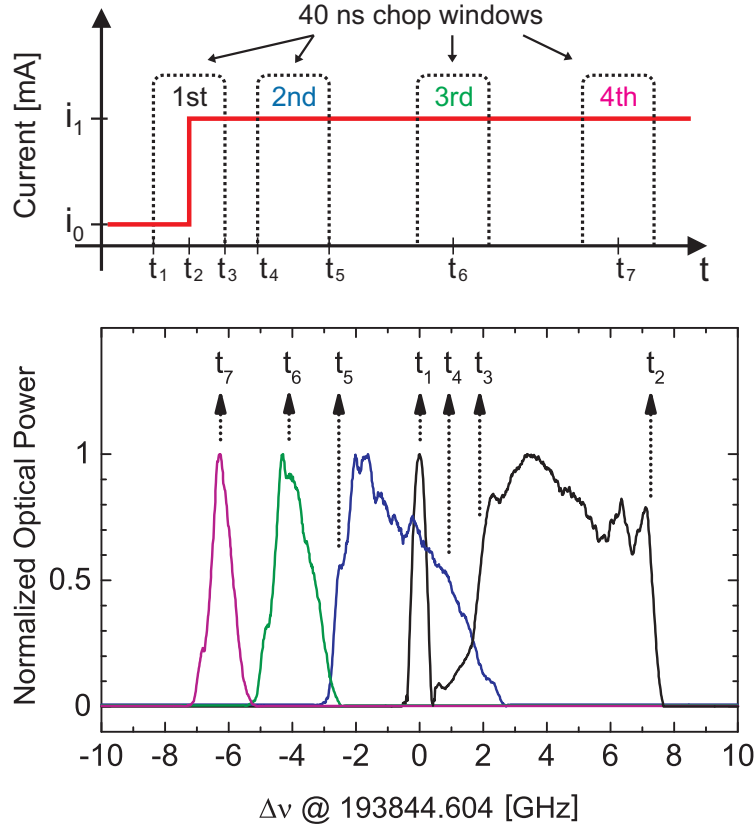 40 ns chop windows
1st 2nd 3rd 4th
Current [mA]
i₁
i₀
t₁ t₂ t₃ t₄ t₅ t₆ t₇ t
t₇ t₆ t₅ t₁ t₄ t₃ t₂
Normalized Optical Power
1
0.5
0
-10 -8 -6 -4 -2 0 2 4 6 8 10
Δν @ 193844.604 [GHz]